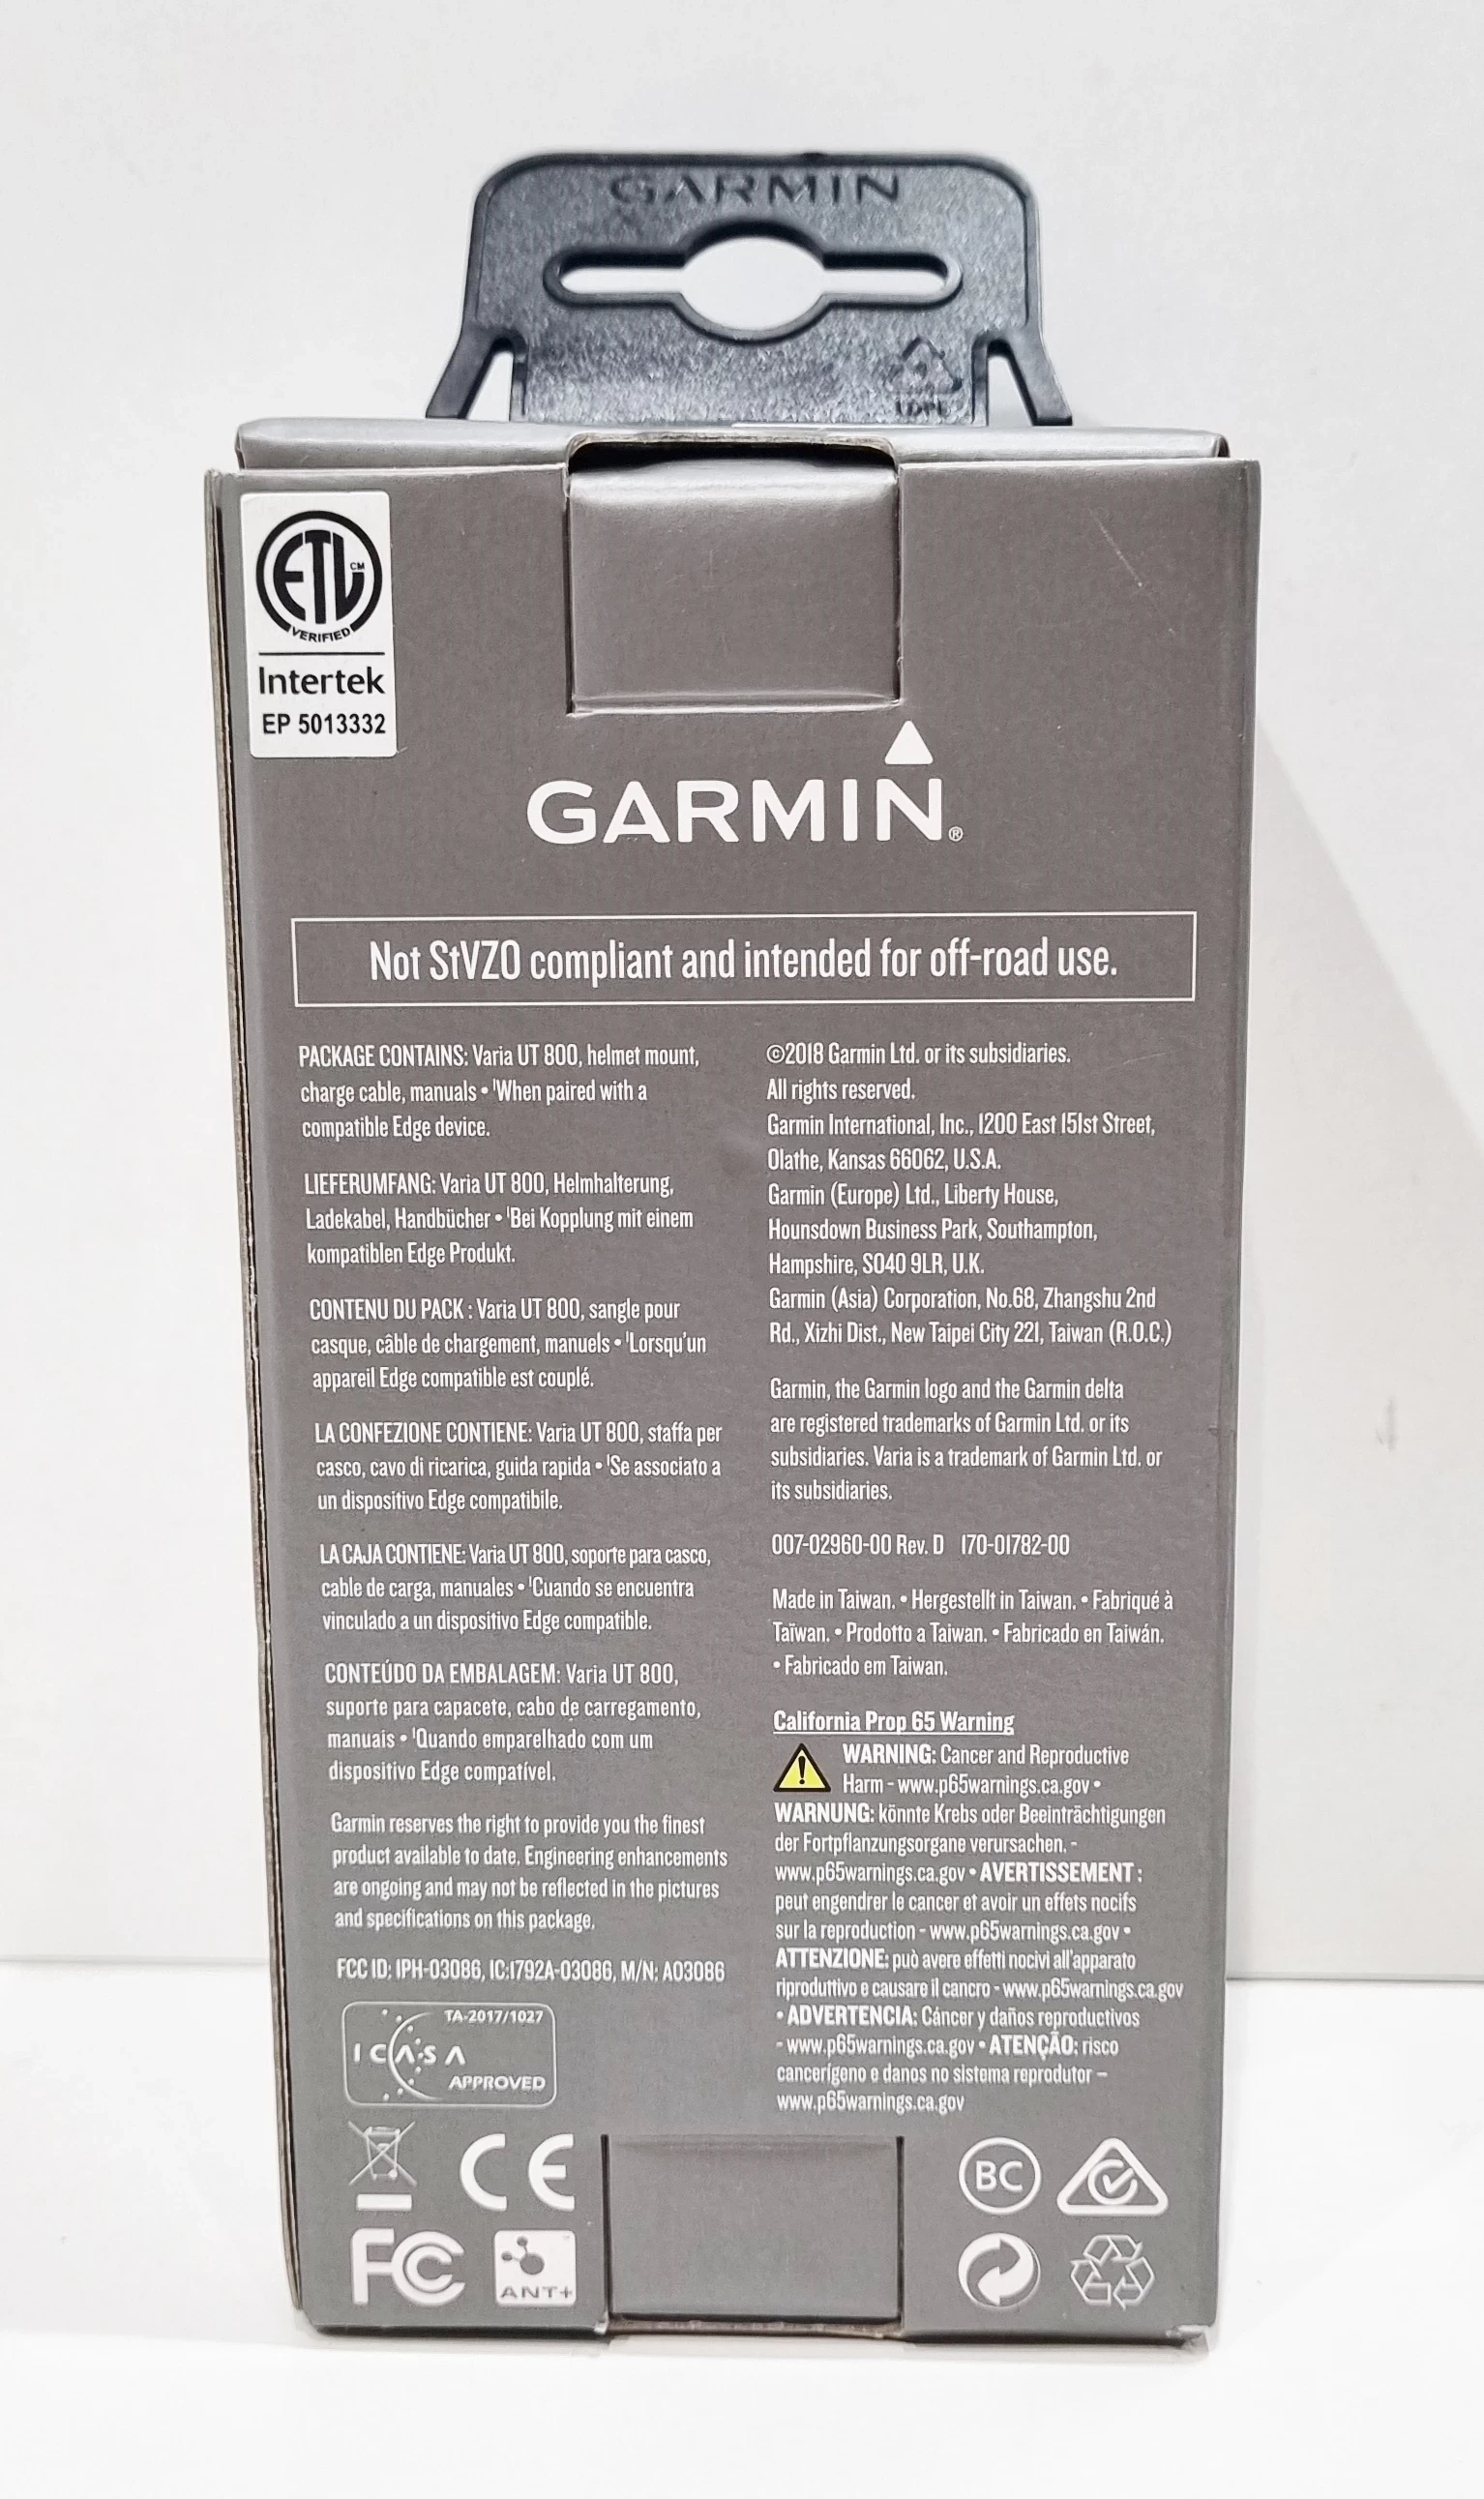 GARMIN
LDPE
ETL CM
VERIFIED
Intertek
EP 5013332
GARMIN®
Not StVZO compliant and intended for off-road use.
PACKAGE CONTAINS: Varia UT 800, helmet mount,
charge cable, manuals • ¹When paired with a
compatible Edge device.
LIEFERUMFANG: Varia UT 800, Helmhalterung,
Ladekabel, Handbücher • ¹Bei Kopplung mit einem
kompatiblen Edge Produkt.
CONTENU DU PACK : Varia UT 800, sangle pour
casque, câble de chargement, manuels • ¹Lorsqu'un
appareil Edge compatible est couplé.
LA CONFEZIONE CONTIENE: Varia UT 800, staffa per
casco, cavo di ricarica, guida rapida • ¹Se associato a
un dispositivo Edge compatibile.
LA CAJA CONTIENE: Varia UT 800, soporte para casco,
cable de carga, manuales • ¹Cuando se encuentra
vinculado a un dispositivo Edge compatible.
CONTEÚDO DA EMBALAGEM: Varia UT 800,
suporte para capacete, cabo de carregamento,
manuais • ¹Quando emparelhado com um
dispositivo Edge compatível.
Garmin reserves the right to provide you the finest
product available to date. Engineering enhancements
are ongoing and may not be reflected in the pictures
and specifications on this package.
FCC ID: IPH-03086, IC:1792A-03086, M/N: A03086
TA-2017/1027
ICASA
APPROVED
CE
FC
ANT+
©2018 Garmin Ltd. or its subsidiaries.
All rights reserved.
Garmin International, Inc., 1200 East 151st Street,
Olathe, Kansas 66062, U.S.A.
Garmin (Europe) Ltd., Liberty House,
Hounsdown Business Park, Southampton,
Hampshire, SO40 9LR, U.K.
Garmin (Asia) Corporation, No.68, Zhangshu 2nd
Rd., Xizhi Dist., New Taipei City 221, Taiwan (R.O.C.)
Garmin, the Garmin logo and the Garmin delta
are registered trademarks of Garmin Ltd. or its
subsidiaries. Varia is a trademark of Garmin Ltd. or
its subsidiaries.
007-02960-00 Rev. D 170-01782-00
Made in Taiwan. • Hergestellt in Taiwan. • Fabriqué à
Taïwan. • Prodotto a Taiwan. • Fabricado en Taiwán.
• Fabricado em Taiwan.
California Prop 65 Warning
WARNING: Cancer and Reproductive
Harm - www.p65warnings.ca.gov •
WARNUNG: könnte Krebs oder Beeinträchtigungen
der Fortpflanzungsorgane verursachen. -
www.p65warnings.ca.gov • AVERTISSEMENT :
peut engendrer le cancer et avoir un effets nocifs
sur la reproduction - www.p65warnings.ca.gov •
ATTENZIONE: può avere effetti nocivi all'apparato
riproduttivo e causare il cancro - www.p65warnings.ca.gov
• ADVERTENCIA: Cáncer y daños reproductivos
- www.p65warnings.ca.gov • ATENÇÃO: risco
cancerígeno e danos no sistema reprodutor –
www.p65warnings.ca.gov
BC